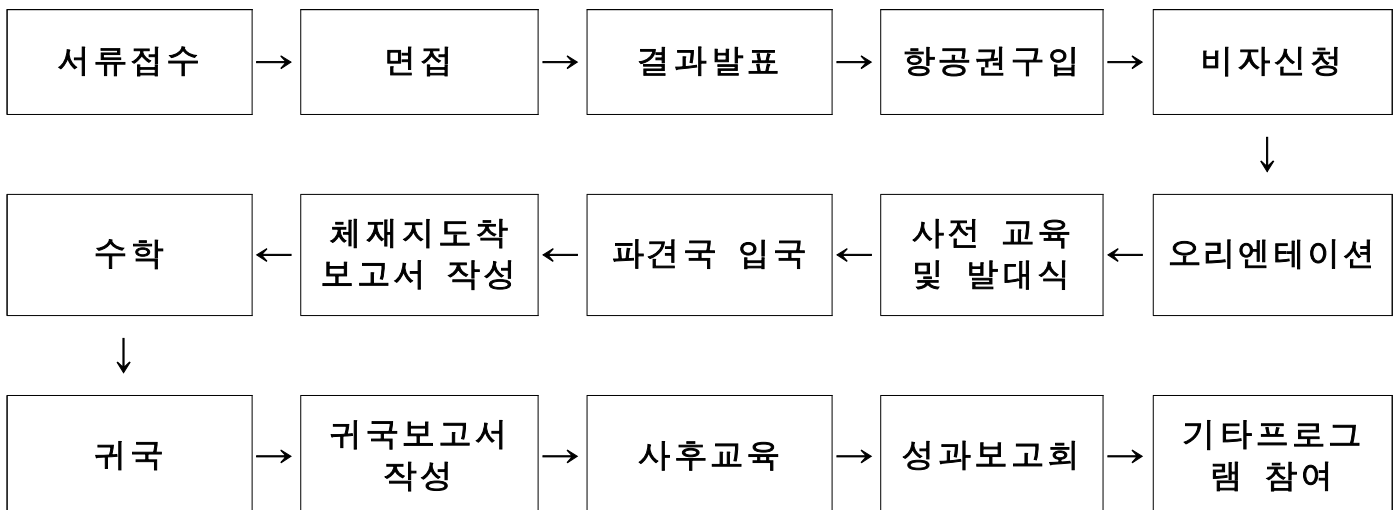 서류접수 → 면접 → 결과발표 → 항공권구입 → 비자신청
↓
오리엔테이션
←
사전 교육
및 발대식
←
파견국 입국
←
체재지도착
보고서 작성
←
수학
↓
귀국
→
귀국보고서
작성
→
사후교육
→
성과보고회
→
기타프로그
램 참여